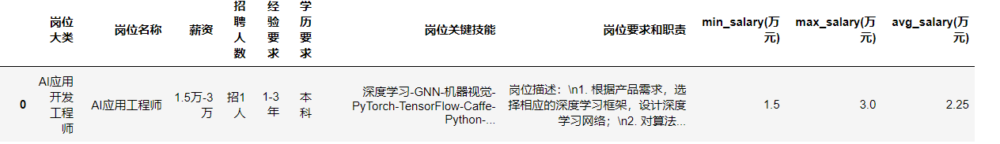 岗位大类 岗位名称 薪资 招聘人数 经验要求 学历要求 岗位关键技能 岗位要求和职责 min_salary(万元) max_salary(万元) avg_salary(万元)
0 AI应用开发工程师 AI应用工程师 1.5万-3万 招1人 1-3年 本科 深度学习-GNN-机器视觉-PyTorch-TensorFlow-Caffe-Python-... 岗位描述：\n1. 根据产品需求，选择相应的深度学习框架，设计深度学习网络；\n2. 对算法... 1.5 3.0 2.25